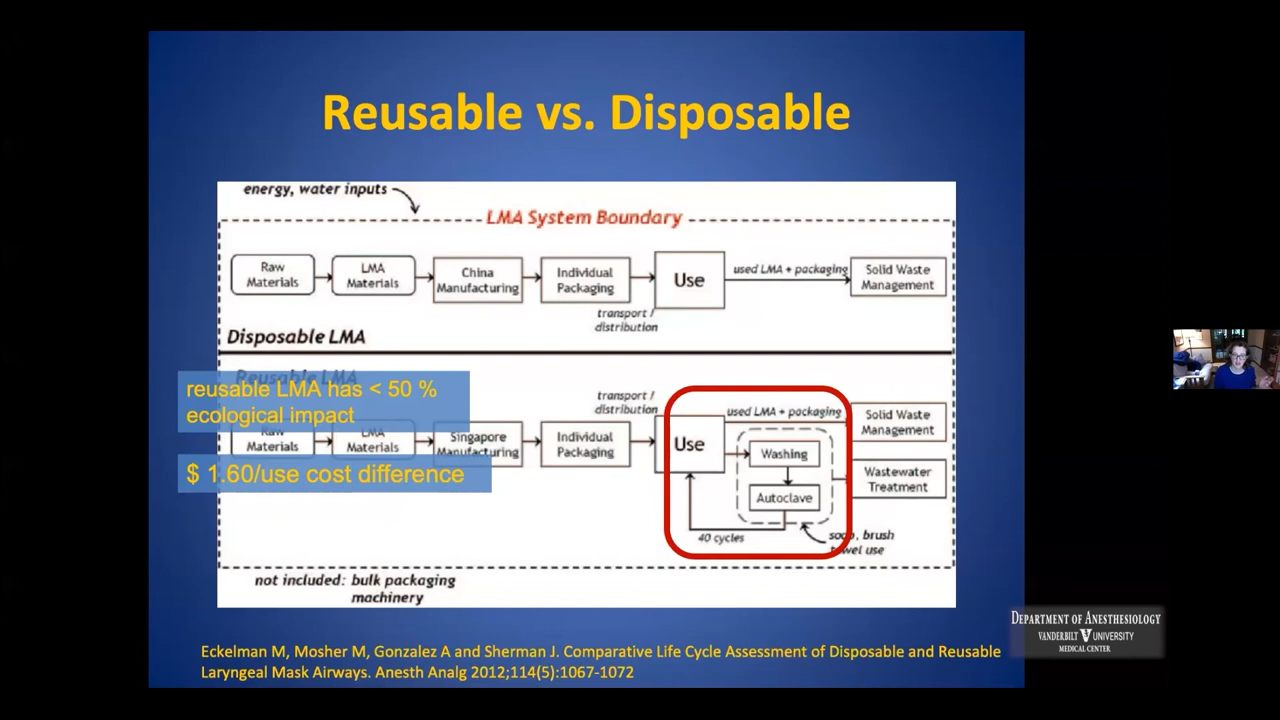 Reusable vs. Disposable
energy, water inputs
LMA System Boundary
Raw
Materials
LMA
Materials
China
Manufacturing
Individual
Packaging
Use
used LMA + packaging
Solid Waste
Management
transport /
distribution
Disposable LMA
Reusable LMA
reusable LMA has < 50 %
ecological impact
$ 1.60/use cost difference
Raw
Materials
LMA
Materials
Singapore
Manufacturing
Individual
Packaging
transport /
distribution
Use
used LMA + packaging
Solid Waste
Management
Washing
Autoclave
Wastewater
Treatment
40 cycles
soap, brush
towel use
not included: bulk packaging
machinery
Eckelman M, Mosher M, Gonzalez A and Sherman J. Comparative Life Cycle Assessment of Disposable and Reusable
Laryngeal Mask Airways. Anesth Analg 2012;114(5):1067-1072
DEPARTMENT OF ANESTHESIOLOGY
VANDERBILT UNIVERSITY
MEDICAL CENTER